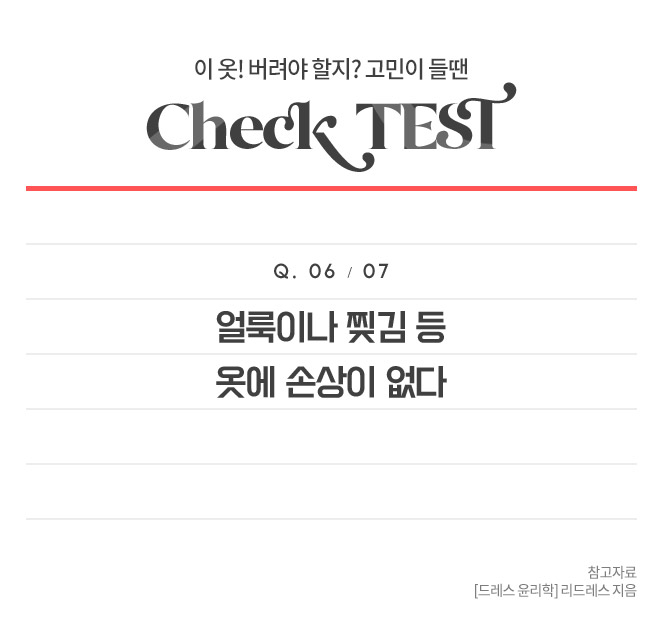 이 옷! 버려야 할지? 고민이 들땐
Check TEST
Q. 06 / 07
얼룩이나 찢김 등
옷에 손상이 없다
참고자료
[드레스 윤리학] 리드레스 지음